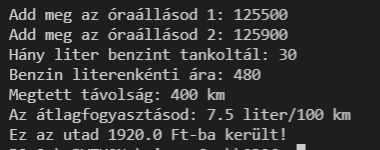 Add meg az óraállásod 1: 125500
Add meg az óraállásod 2: 125900
Hány liter benzint tankoltál: 30
Benzin literenkénti ára: 480
Megtett távolság: 400 km
Az átlagfogyasztásod: 7.5 liter/100 km
Ez az utad 1920.0 Ft-ba került!